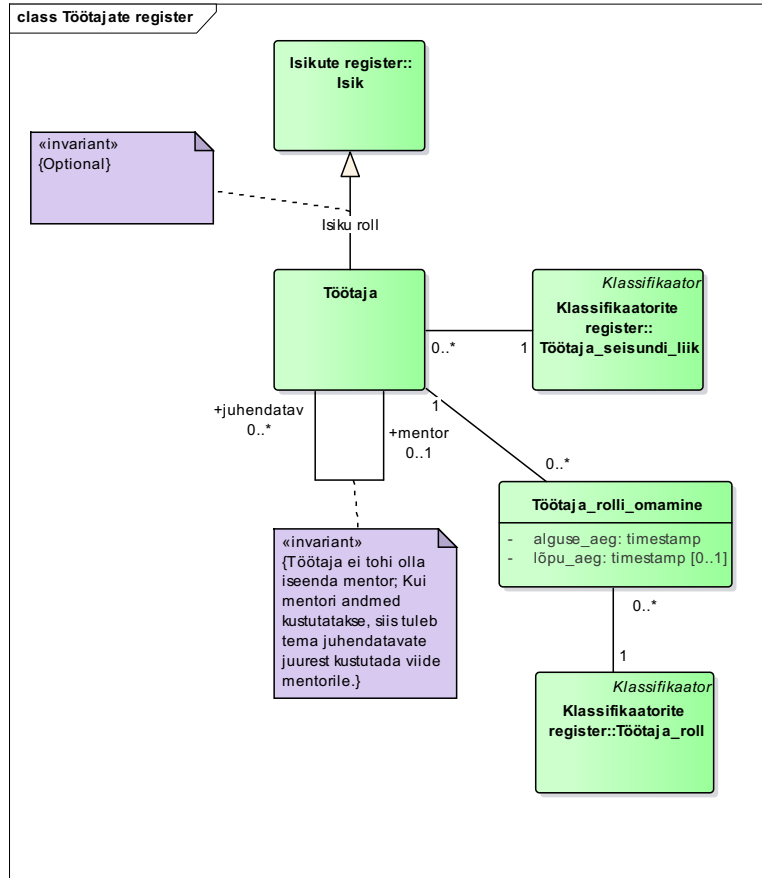 class Töötajate register
Isikute register::
Isik
«invariant»
{Optional}
Isiku roll
Töötaja
Klassifikaator
Klassifikaatorite
register::
Töötaja_seisundi_liik
0..*
1
+juhendatav
0..*
+mentor
0..1
1
0..*
«invariant»
{Töötaja ei tohi olla
iseenda mentor; Kui
mentori andmed
kustutatakse, siis tuleb
tema juhendatavate
juurest kustutada viide
mentorile.}
Töötaja_rolli_omamine
- alguse_aeg: timestamp
- lõpu_aeg: timestamp [0..1]
0..*
1
Klassifikaator
Klassifikaatorite
register::Töötaja_roll